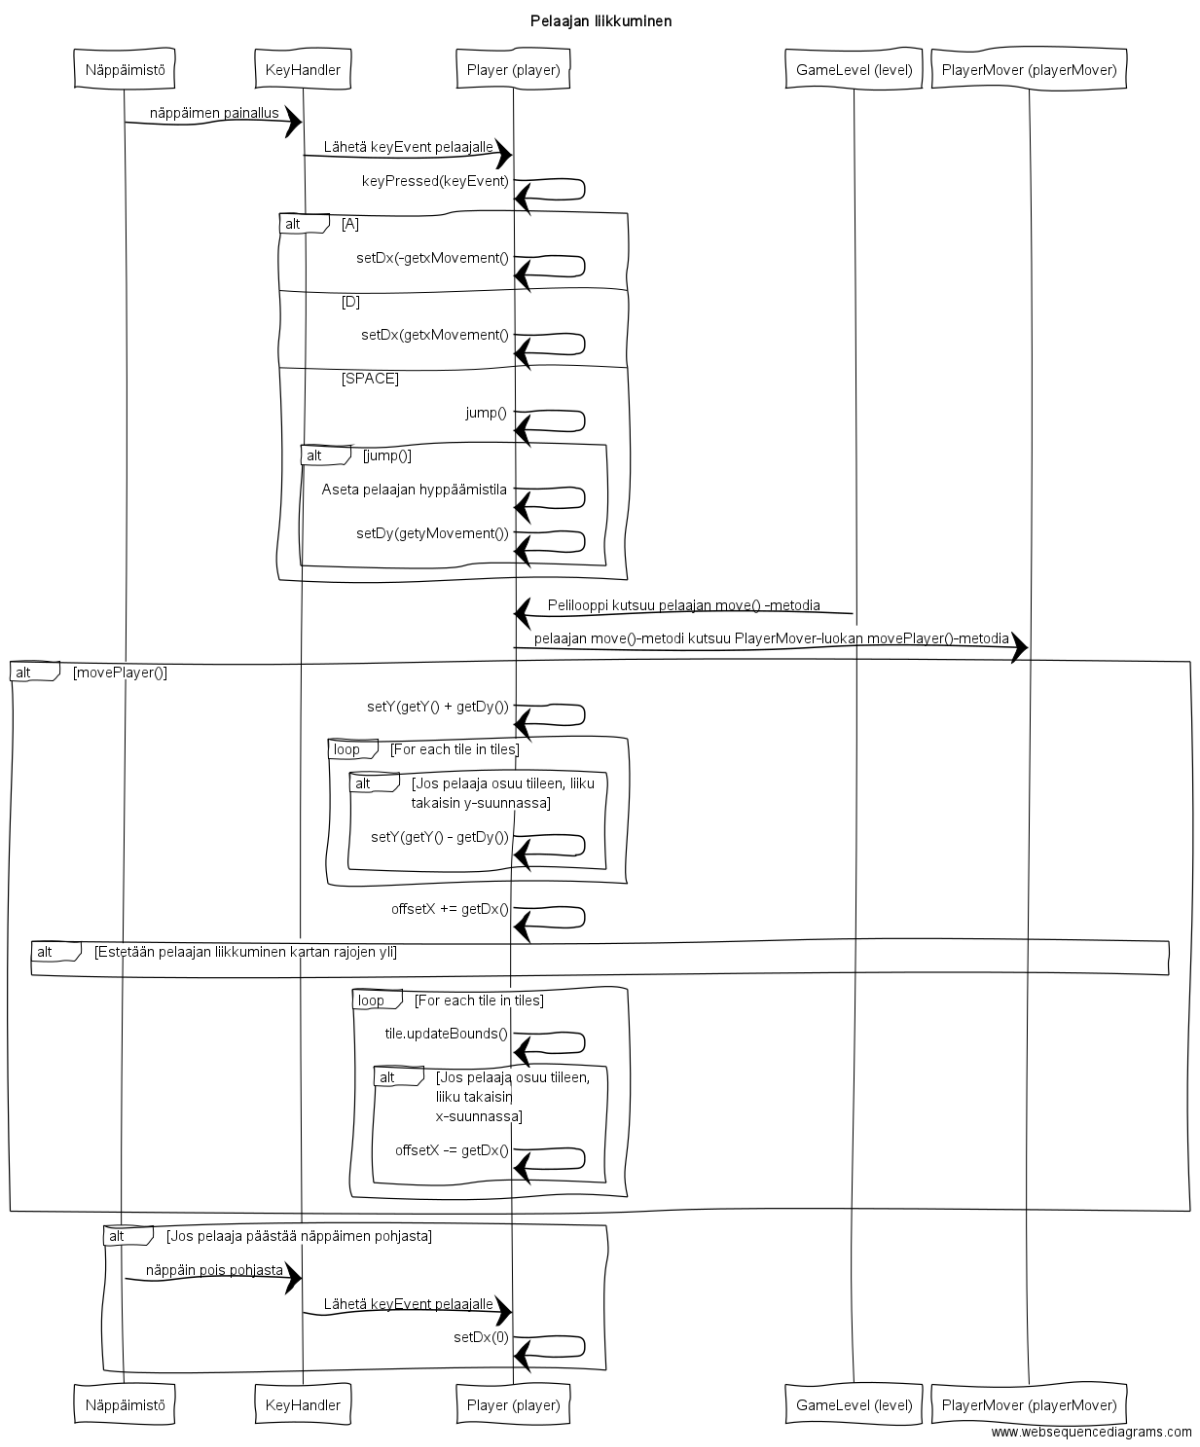 Pelaajan liikkuminen
Näppäimistö
KeyHandler
Player (player)
GameLevel (level)
PlayerMover (playerMover)
näppäimen painallus
Lähetä keyEvent pelaajalle
keyPressed(keyEvent)
alt [A]
setDx(-getxMovement()
[D]
setDx(getxMovement()
[SPACE]
jump()
alt [jump()]
Aseta pelaajan hyppäämistila
setDy(getyMovement())
Pelilooppi kutsuu pelaajan move() -metodia
pelaajan move()-metodi kutsuu PlayerMover-luokan movePlayer()-metodia
alt [movePlayer()]
setY(getY() + getDy())
loop [For each tile in tiles]
alt [Jos pelaaja osuu tiileen, liiku
takaisin y-suunnassa]
setY(getY() - getDy())
offsetX += getDx()
alt [Estetään pelaajan liikkuminen kartan rajojen yli]
loop [For each tile in tiles]
tile.updateBounds()
alt [Jos pelaaja osuu tiileen,
liiku takaisin
x-suunnassa]
offsetX -= getDx()
alt [Jos pelaaja päästää näppäimen pohjasta]
näppäin pois pohjasta
Lähetä keyEvent pelaajalle
setDx(0)
Näppäimistö
KeyHandler
Player (player)
GameLevel (level)
PlayerMover (playerMover)
www.websequencediagrams.com